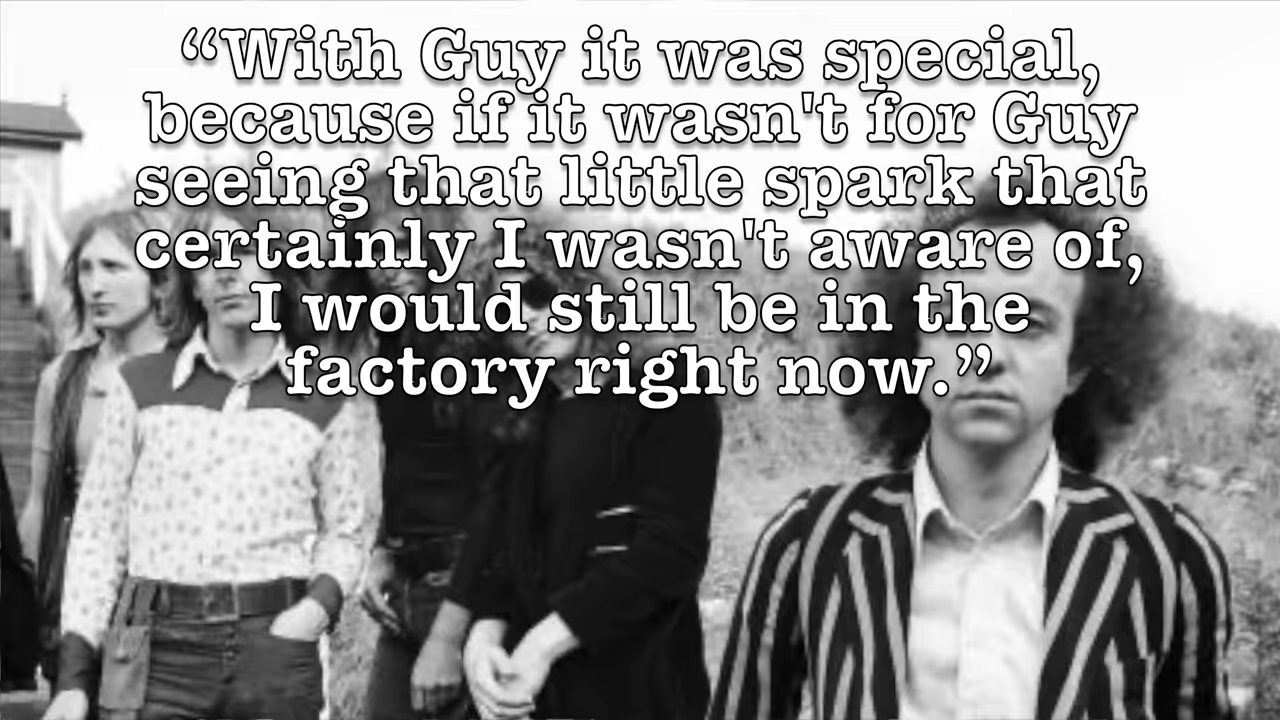 “With Guy it was special,
because if it wasn't for Guy
seeing that little spark that
certainly I wasn't aware of,
I would still be in the
factory right now.”